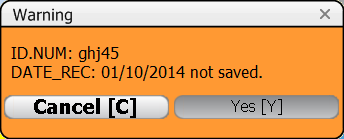 Warning
ID.NUM: ghj45
DATE_REC: 01/10/2014 not saved.
Cancel [C]
Yes [Y]